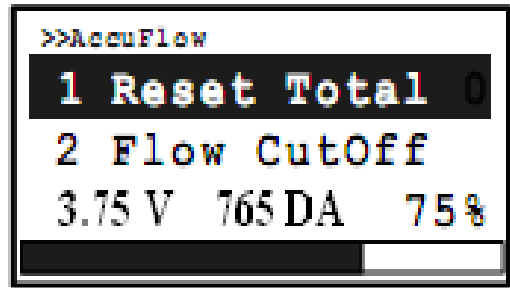 >>AccuFlow
1 Reset Total 0
2 Flow CutOff
3.75 V 765 DA 75%